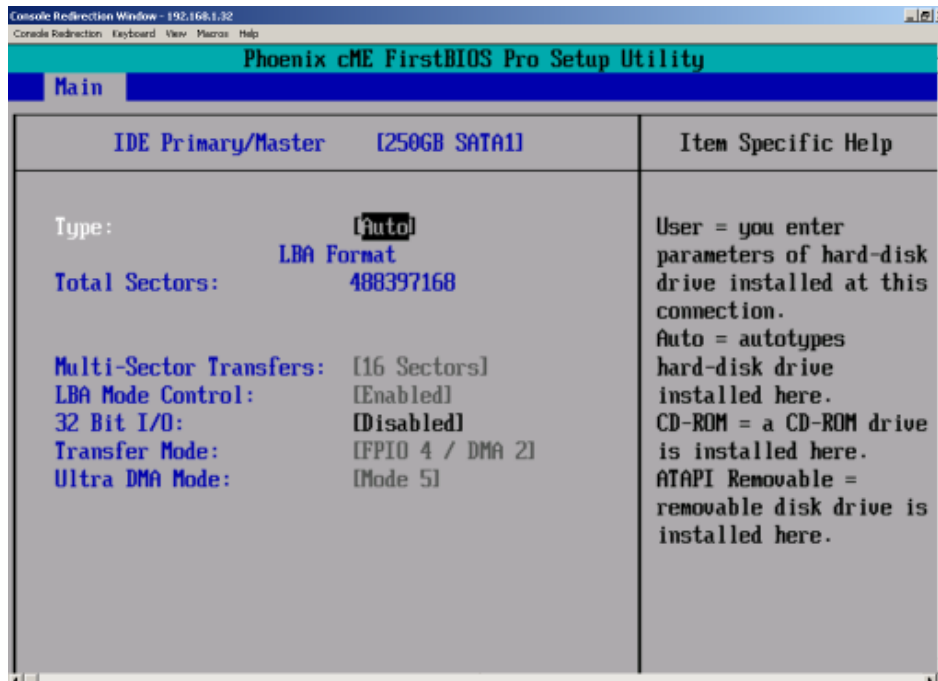 Console Redirection Window - 192.168.1.32
Console Redirection Keyboard View Macros Help
Phoenix cME FirstBIOS Pro Setup Utility
Main
IDE Primary/Master [250GB SATA1]
Item Specific Help
Type: [Auto]
LBA Format
Total Sectors: 488397168
Multi-Sector Transfers: [16 Sectors]
LBA Mode Control: [Enabled]
32 Bit I/O: [Disabled]
Transfer Mode: [FPIO 4 / DMA 2]
Ultra DMA Mode: [Mode 5]
User = you enter
parameters of hard-disk
drive installed at this
connection.
Auto = autotypes
hard-disk drive
installed here.
CD-ROM = a CD-ROM drive
is installed here.
ATAPI Removable =
removable disk drive is
installed here.